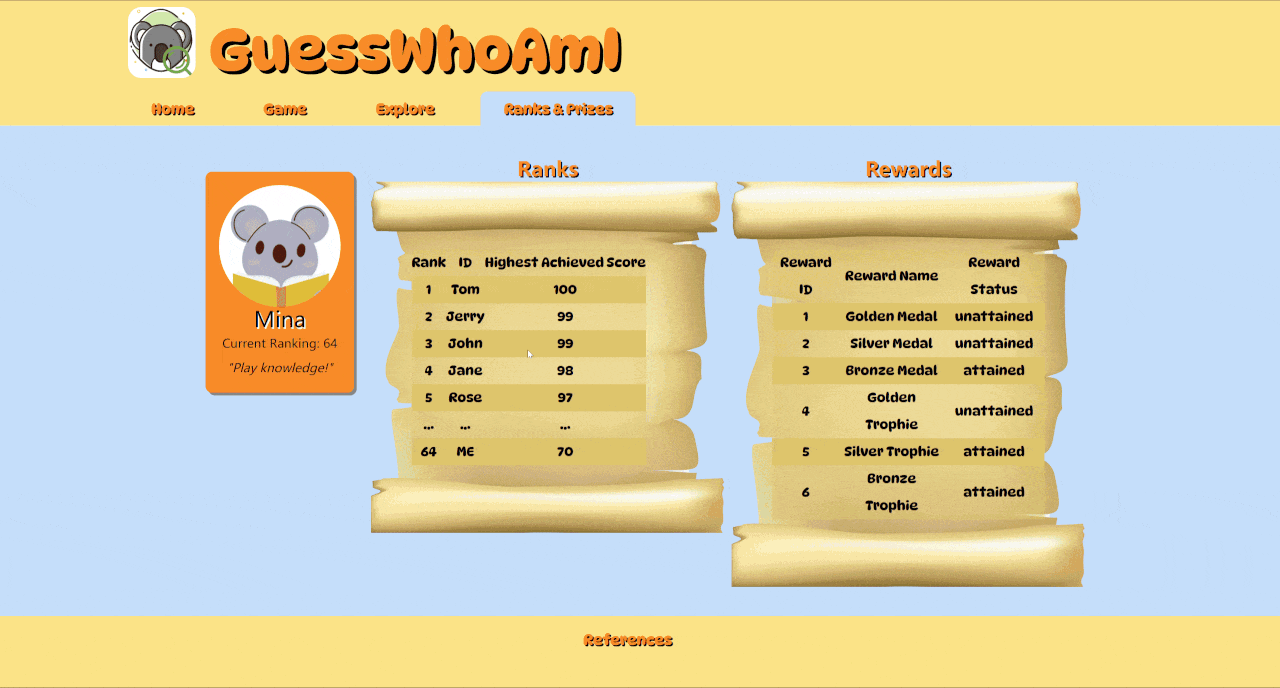 GuessWhoAmI
Home Game Explore Ranks & Prizes
Mina
Current Ranking: 64
"Play knowledge!"
Ranks
Rank ID Highest Achieved Score
1 Tom 100
2 Jerry 99
3 John 99
4 Jane 98
5 Rose 97
... ... ...
64 ME 70
Rewards
Reward ID Reward Name Reward Status
1 Golden Medal unattained
2 Silver Medal unattained
3 Bronze Medal attained
4 Golden Trophie unattained
5 Silver Trophie attained
6 Bronze Trophie attained
References